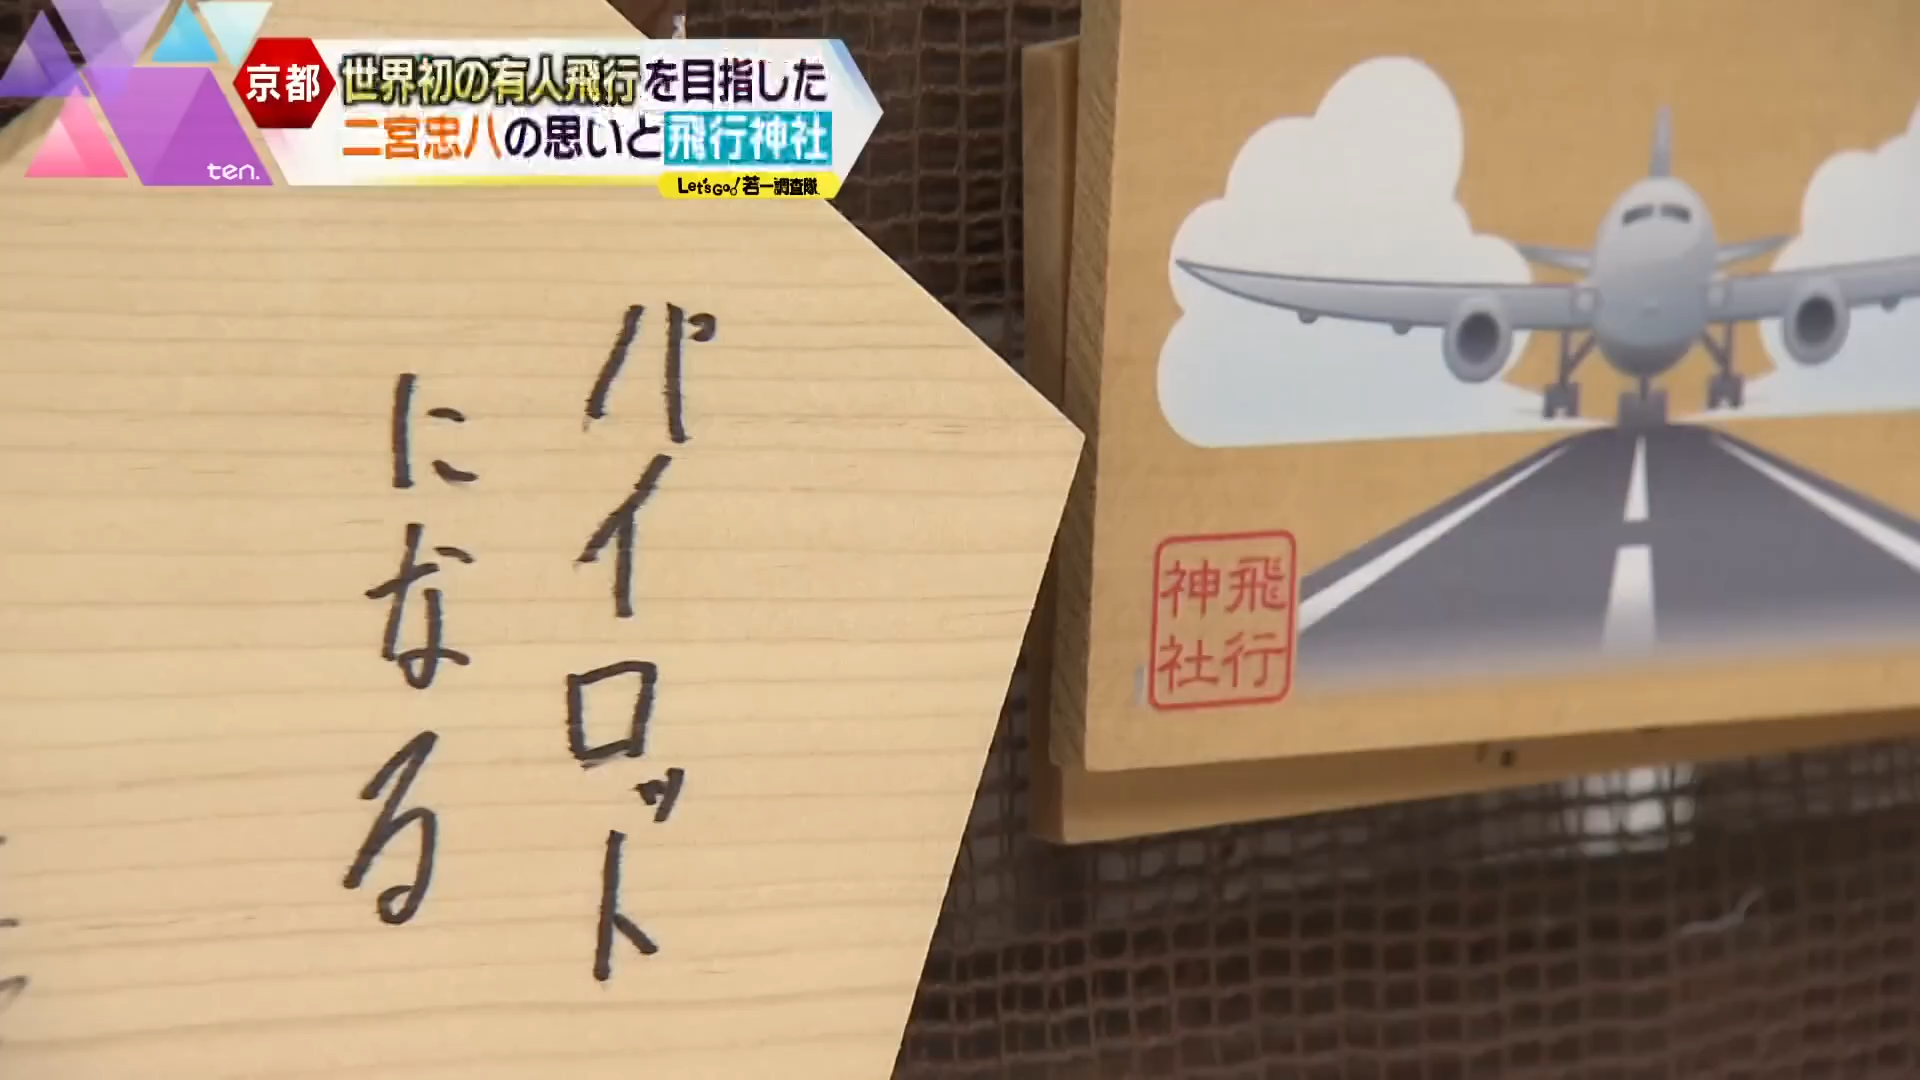 京都
世界初の有人飛行を目指した
二宮忠八の思いと飛行神社
Let'sGo!若一調査隊
ten.
パイロット
になる
飛行
神社